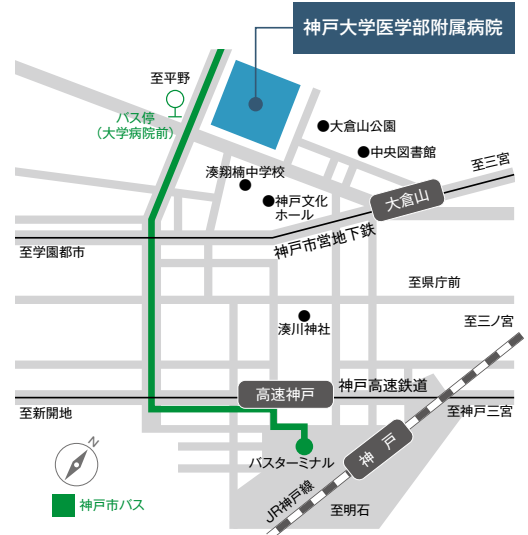 神戸大学医学部附属病院
至平野
バス停
（大学病院前）
大倉山公園
中央図書館
湊翔楠中学校
神戸文化
ホール
至三宮
大倉山
神戸市営地下鉄
至学園都市
至県庁前
湊川神社
至三ノ宮
高速神戸
神戸高速鉄道
至新開地
至神戸三宮
神戸
バスターミナル
JR神戸線
至明石
N
神戸市バス